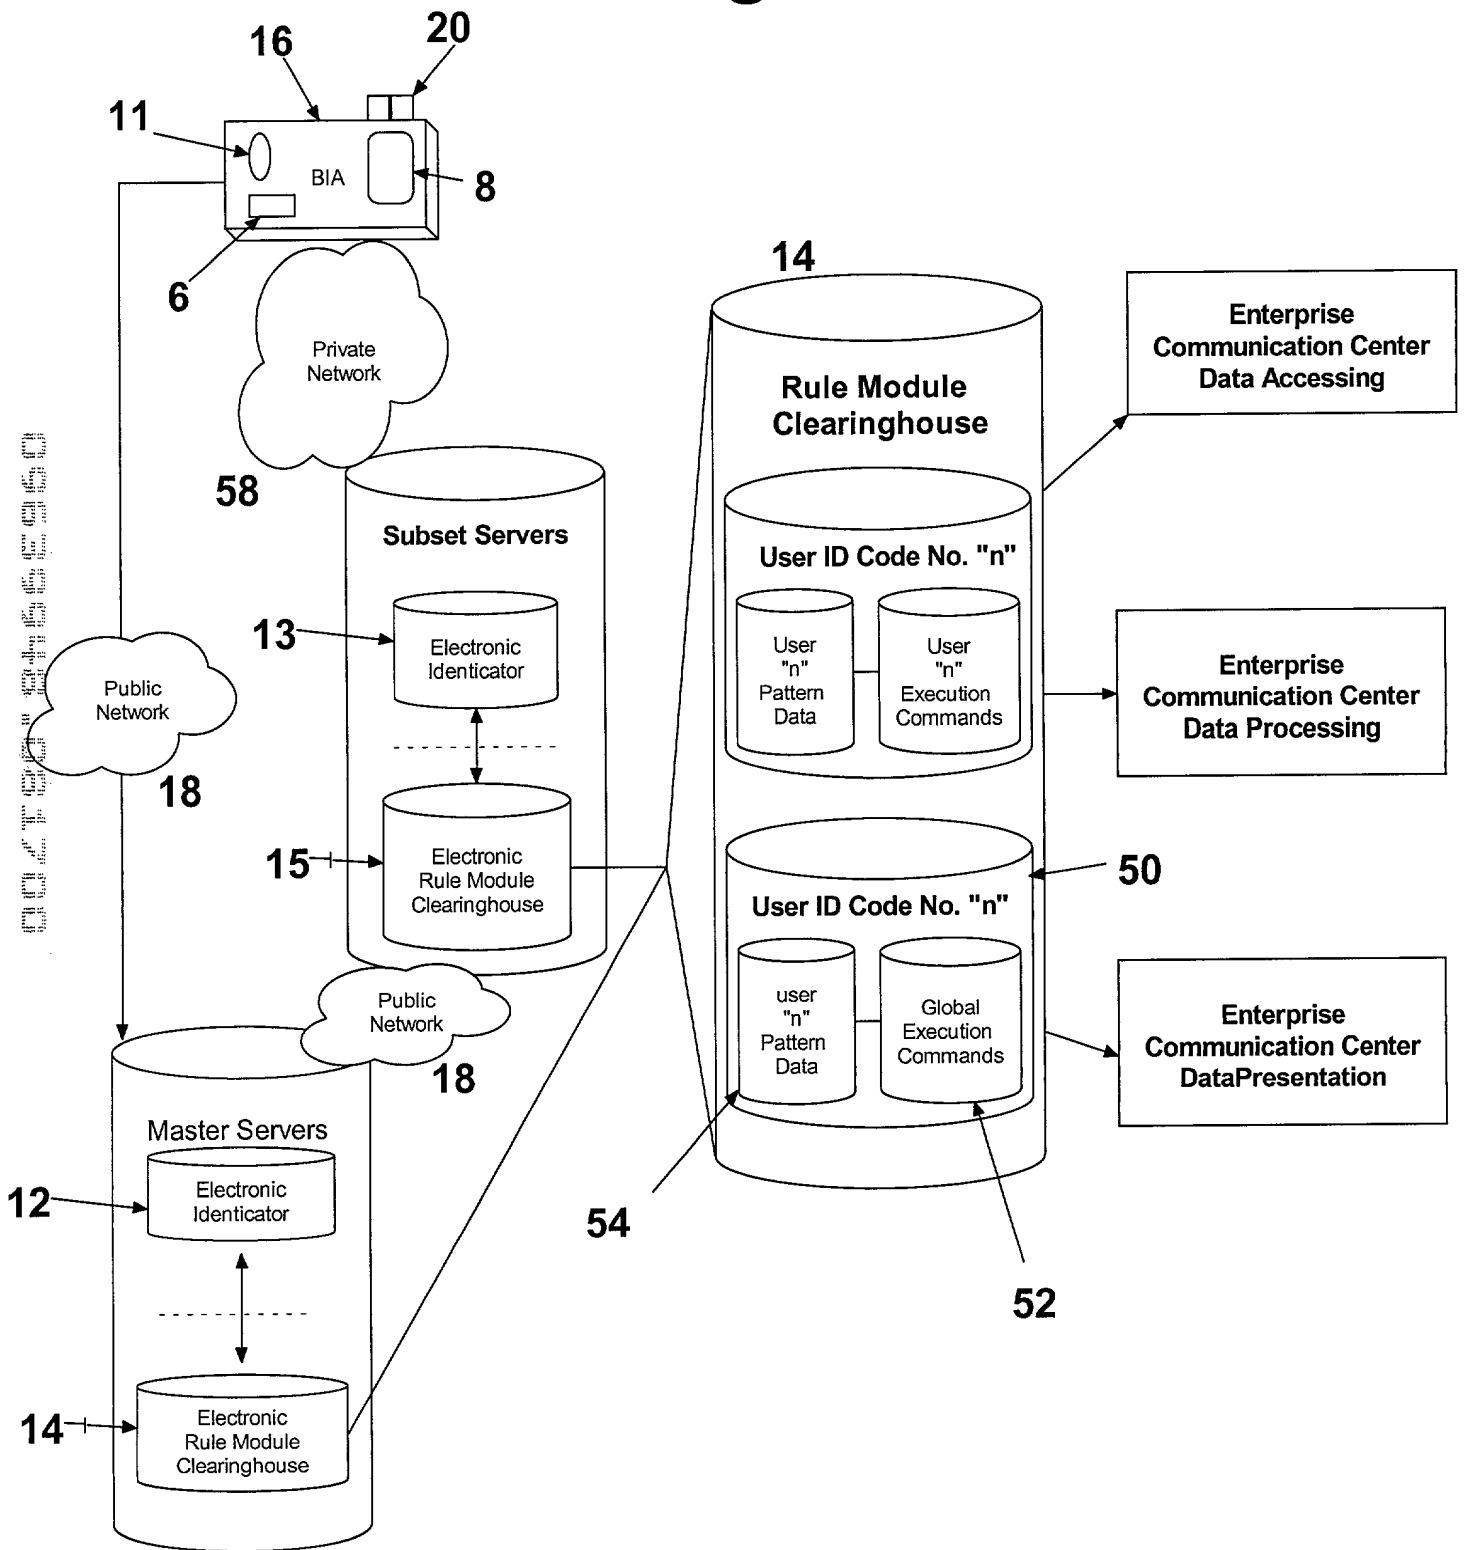 20
16
11
BIA
8
6
Private
Network
58
14
Rule Module
Clearinghouse
Enterprise
Communication Center
Data Accessing
Subset Servers
User ID Code No. "n"
13
Electronic
Identicator
User
"n"
Pattern
Data
User
"n"
Execution
Commands
Enterprise
Communication Center
Data Processing
Public
Network
18
15
Electronic
Rule Module
Clearinghouse
50
User ID Code No. "n"
user
"n"
Pattern
Data
Global
Execution
Commands
Enterprise
Communication Center
DataPresentation
Public
Network
18
Master Servers
12
Electronic
Identicator
54
52
14
Electronic
Rule Module
Clearinghouse